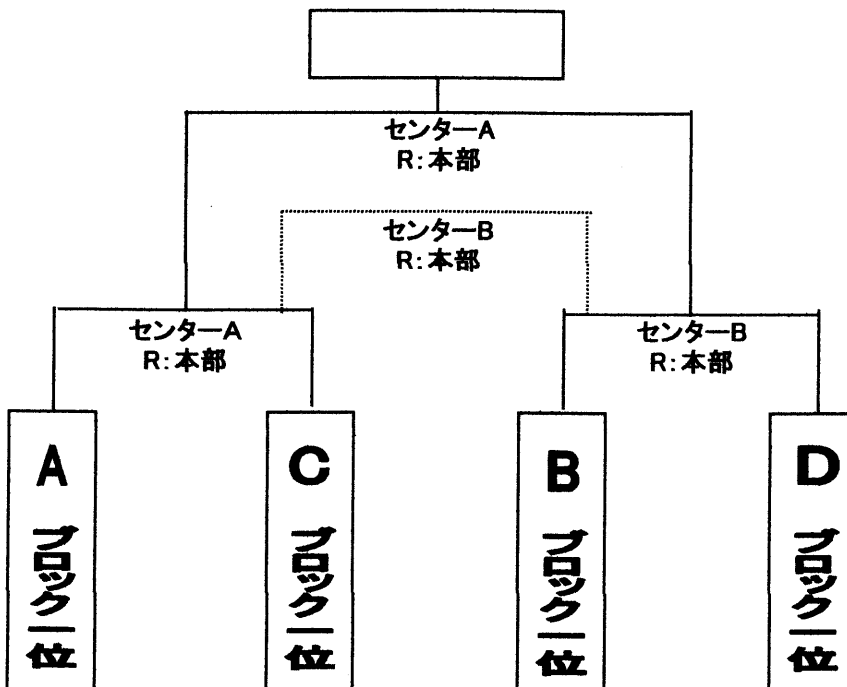 センターA
R:本部
センターB
R:本部
センターA
R:本部
センターB
R:本部
A ブロック一位
C ブロック一位
B ブロック一位
D ブロック一位